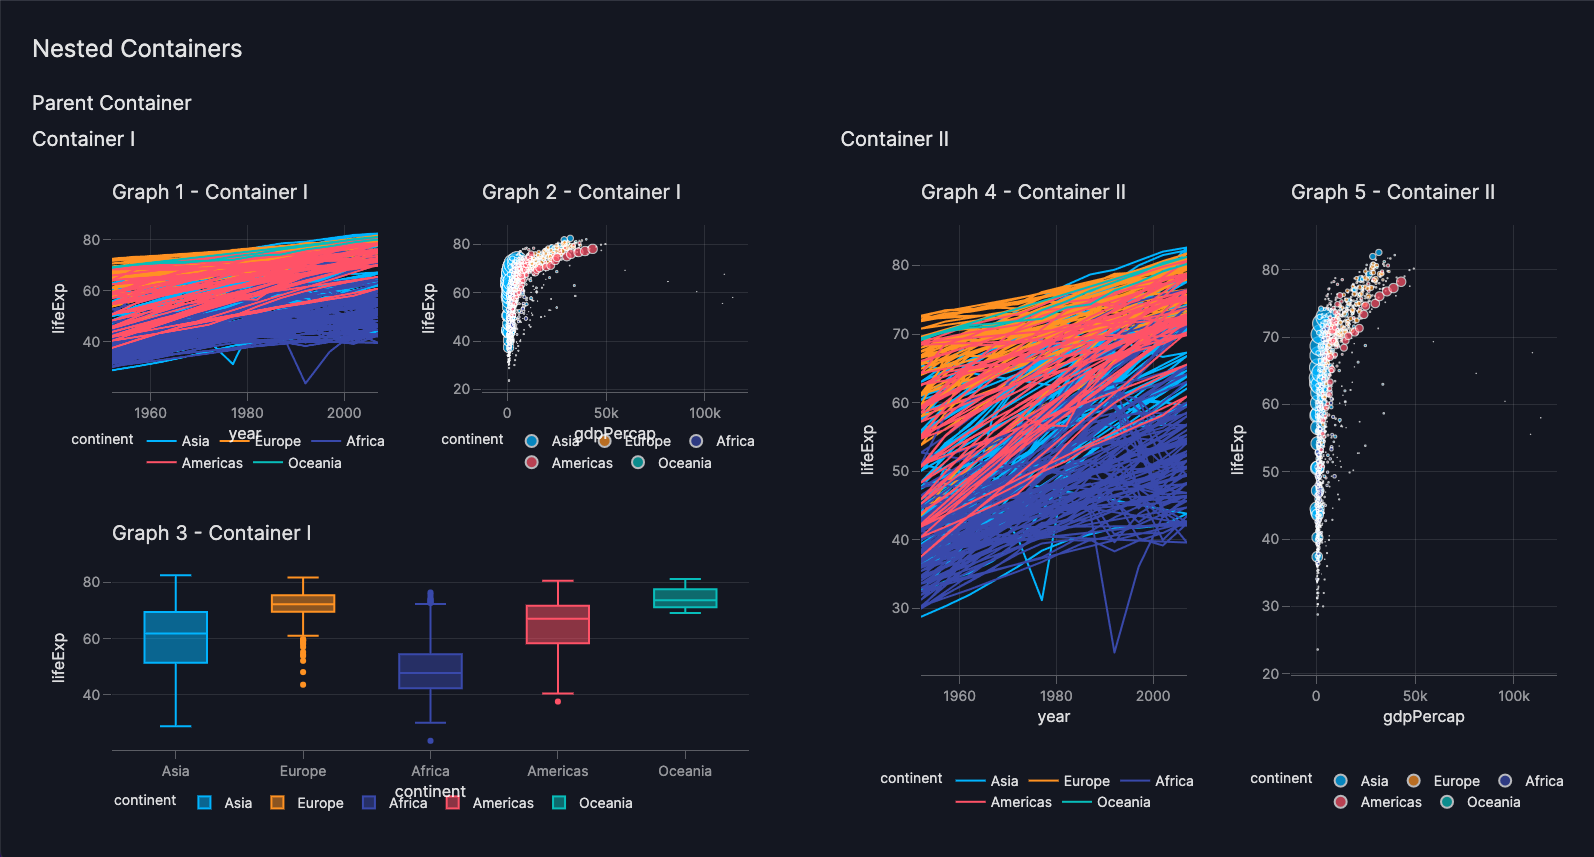 Nested Containers
Parent Container
Container I
Graph 1 - Container I
80
60
40
lifeExp
1960 1980 2000
year
continent Asia Europe Africa
Americas Oceania
Graph 2 - Container I
80
60
40
20
lifeExp
0 50k 100k
gdpPercap
continent Asia Europe Africa
Americas Oceania
Graph 3 - Container I
80
60
40
lifeExp
Asia Europe Africa Americas Oceania
continent
continent Asia Europe Africa Americas Oceania
Container II
Graph 4 - Container II
80
70
60
50
40
30
lifeExp
1960 1980 2000
year
continent Asia Europe Africa
Americas Oceania
Graph 5 - Container II
80
70
60
50
40
30
20
lifeExp
0 50k 100k
gdpPercap
continent Asia Europe Africa
Americas Oceania